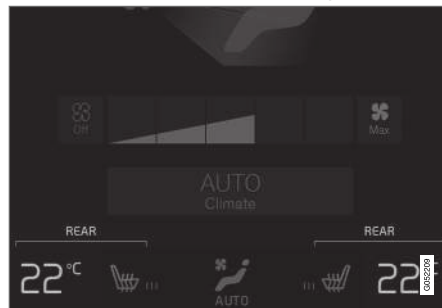 Off
Max
AUTO
Climate
REAR REAR
22°C 22°
AUTO
G052209